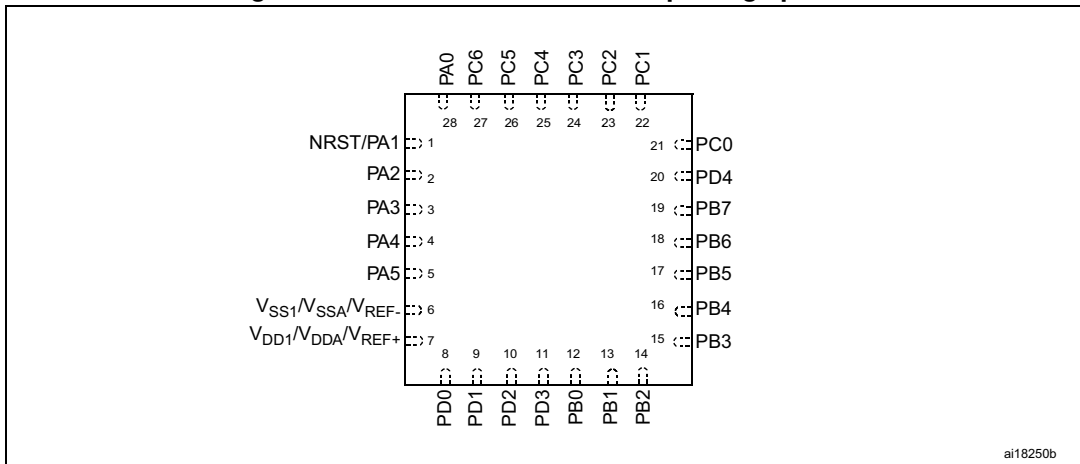 PA0 PC6 PC5 PC4 PC3 PC2 PC1
28 27 26 25 24 23 22
NRST/PA1 1 21 PC0
PA2 2 20 PD4
PA3 3 19 PB7
PA4 4 18 PB6
PA5 5 17 PB5
VSS1/VSSA/VREF- 6 16 PB4
VDD1/VDDA/VREF+ 7 15 PB3
8 9 10 11 12 13 14
PD0 PD1 PD2 PD3 PB0 PB1 PB2
ai18250b